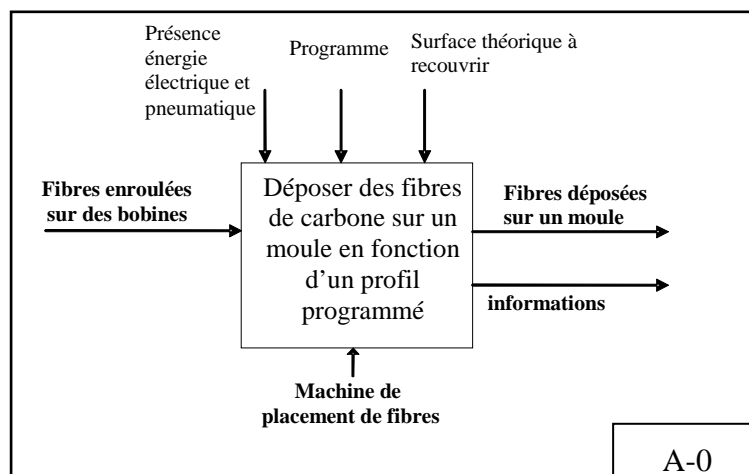 Présence
énergie
électrique et
pneumatique
Programme
Surface théorique à
recouvrir
Fibres enroulées
sur des bobines
Déposer des fibres
de carbone sur un
moule en fonction
d’un profil
programmé
Fibres déposées
sur un moule
informations
Machine de
placement de fibres
A-0